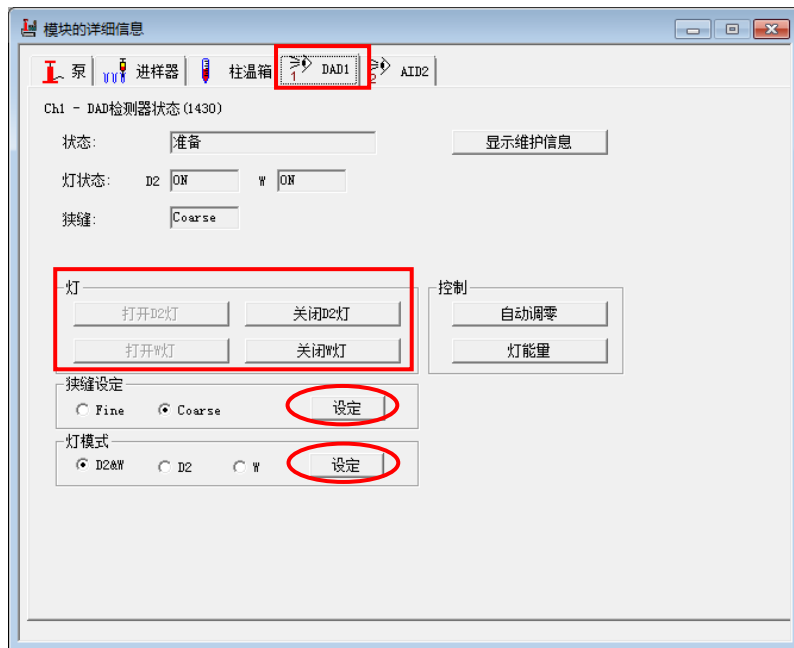 模块的详细信息
泵 进样器 柱温箱 1 DAD1 2 AID2
Ch1 - DAD检测器状态(1430)
状态: 准备 显示维护信息
灯状态: D2 ON W ON
狭缝: Coarse
灯 控制
打开D2灯 关闭D2灯 自动调零
打开W灯 关闭W灯 灯能量
狭缝设定
Fine Coarse 设定
灯模式
D2&W D2 W 设定